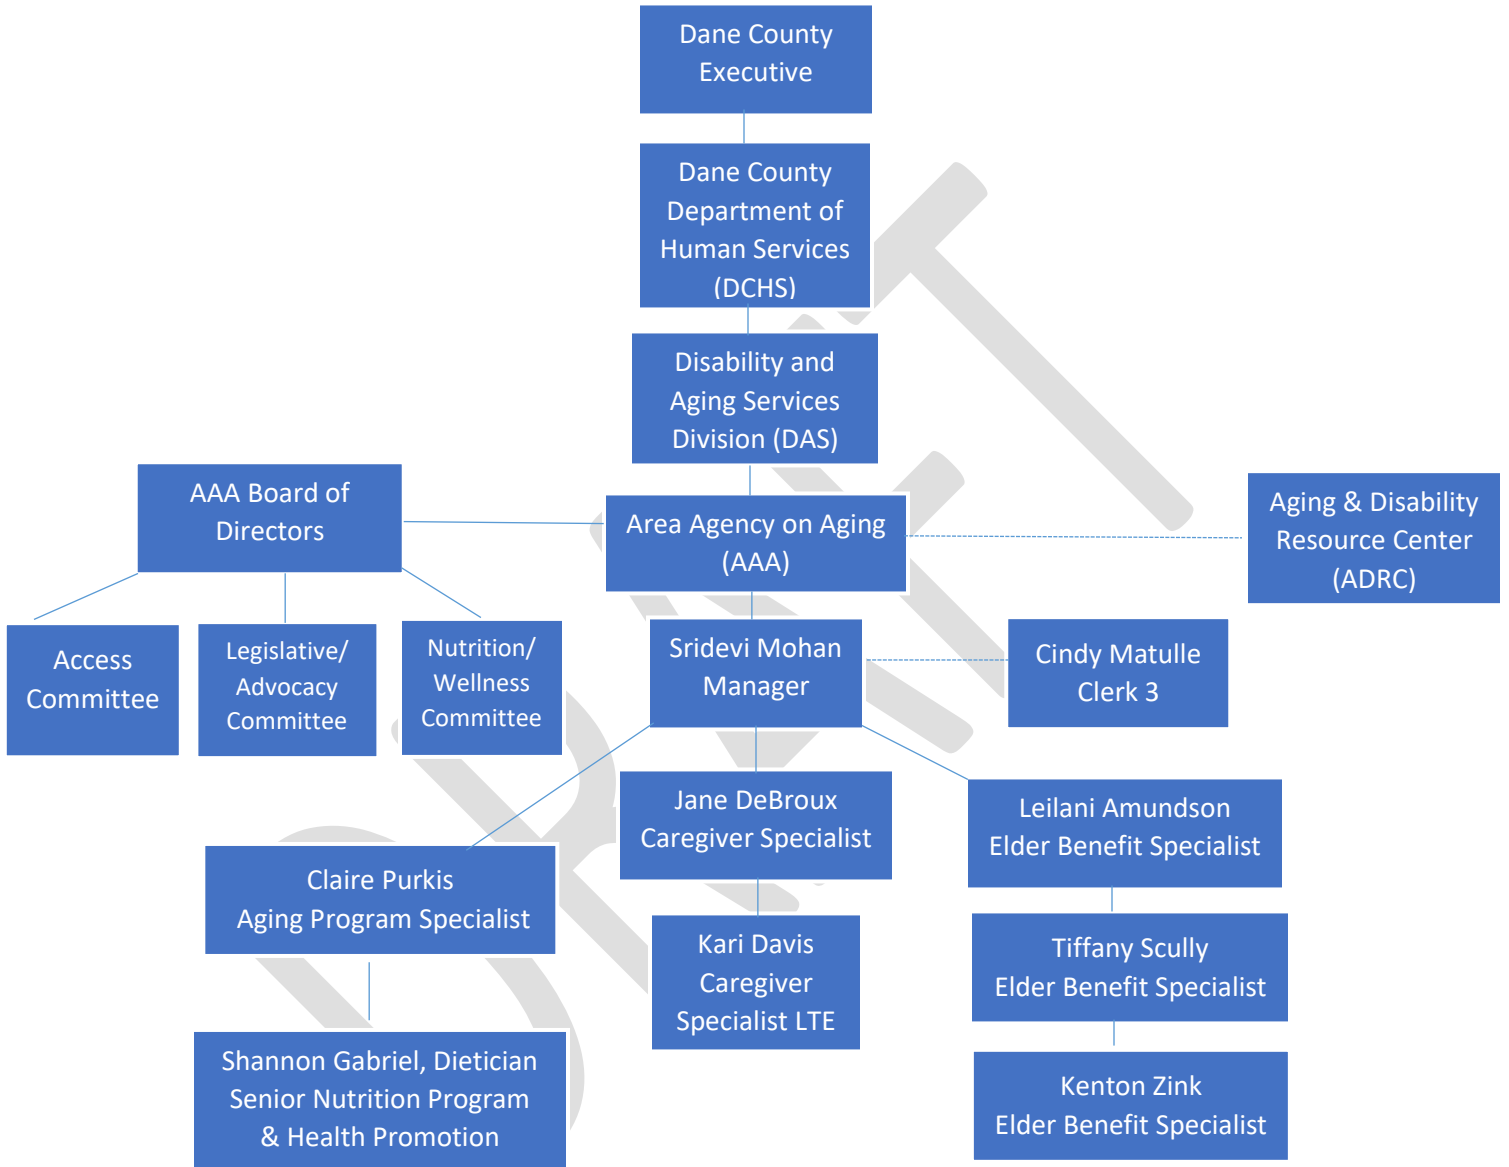 Dane County
Executive
Dane County
Department of
Human Services
(DCHS)
Disability and
Aging Services
Division (DAS)
AAA Board of
Directors
Area Agency on Aging
(AAA)
Aging & Disability
Resource Center
(ADRC)
Access
Committee
Legislative/
Advocacy
Committee
Nutrition/
Wellness
Committee
Sridevi Mohan
Manager
Cindy Matulle
Clerk 3
Jane DeBroux
Caregiver Specialist
Leilani Amundson
Elder Benefit Specialist
Claire Purkis
Aging Program Specialist
Kari Davis
Caregiver
Specialist LTE
Tiffany Scully
Elder Benefit Specialist
Shannon Gabriel, Dietician
Senior Nutrition Program
& Health Promotion
Kenton Zink
Elder Benefit Specialist
DRAFT